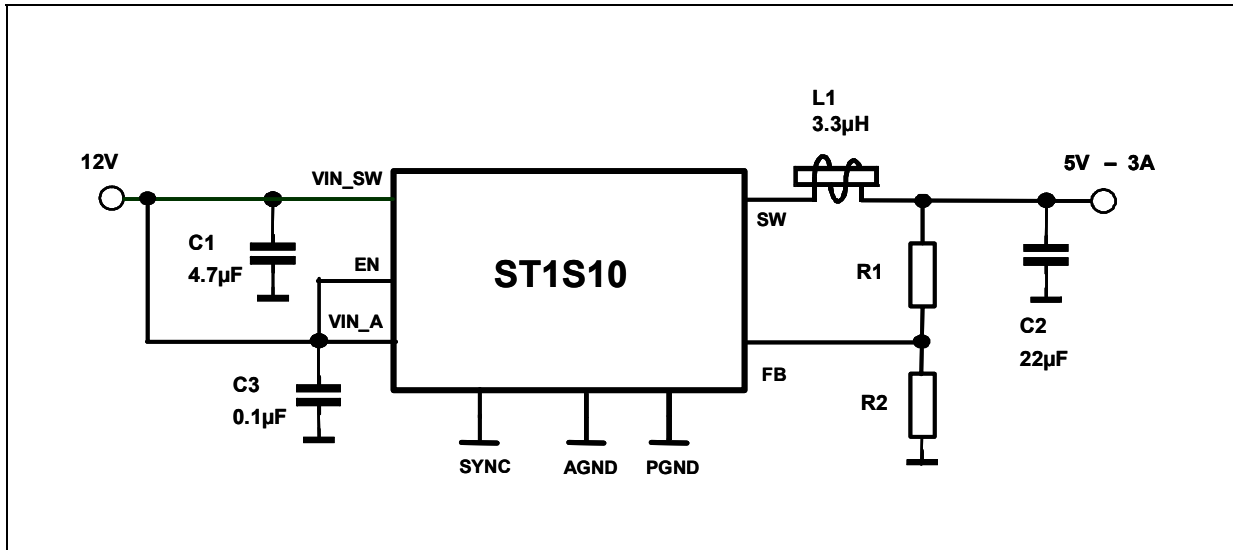 L1
3.3µH
12V
5V – 3A
VIN_SW
SW
C1
4.7µF
EN
ST1S10
R1
VIN_A
C2
22µF
FB
C3
0.1µF
R2
SYNC
AGND
PGND